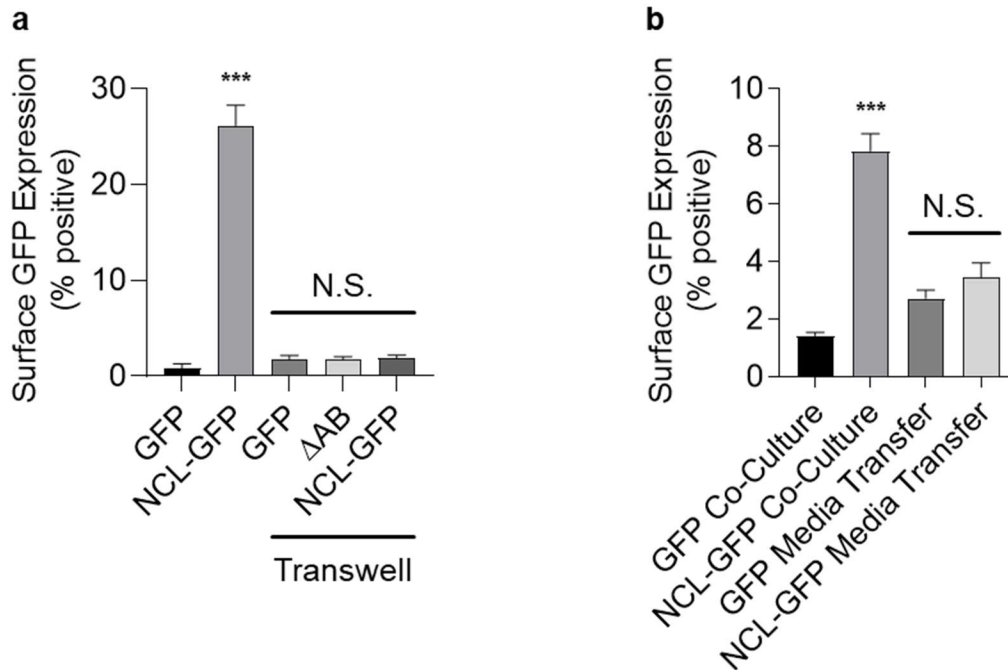 a
Surface GFP Expression
(% positive)
30
20
10
0
***
N.S.
GFP
NCL-GFP
GFP
ΔAB
NCL-GFP
Transwell
b
Surface GFP Expression
(% positive)
10
8
6
4
2
0
***
N.S.
GFP Co-Culture
NCL-GFP Co-Culture
GFP Media Transfer
NCL-GFP Media Transfer